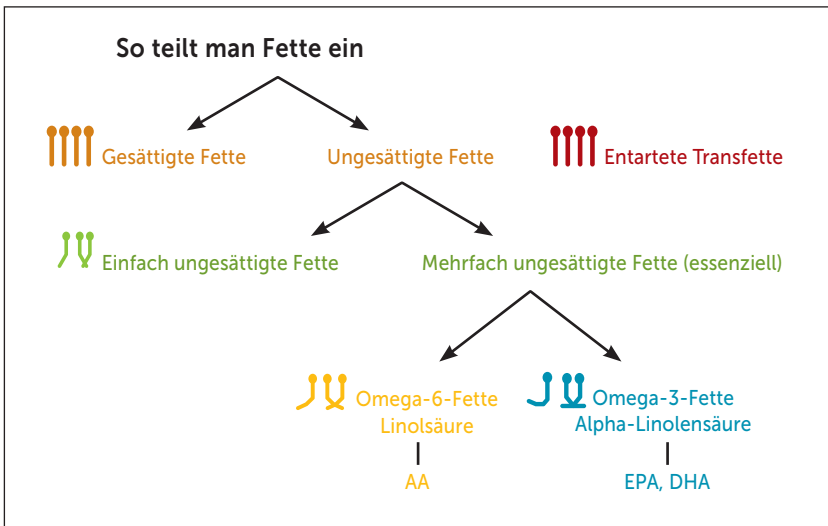 So teilt man Fette ein
Gesättigte Fette
Ungesättigte Fette
Entartete Transfette
Einfach ungesättigte Fette
Mehrfach ungesättigte Fette (essenziell)
Omega-6-Fette
Linolsäure
Omega-3-Fette
Alpha-Linolensäure
AA
EPA, DHA